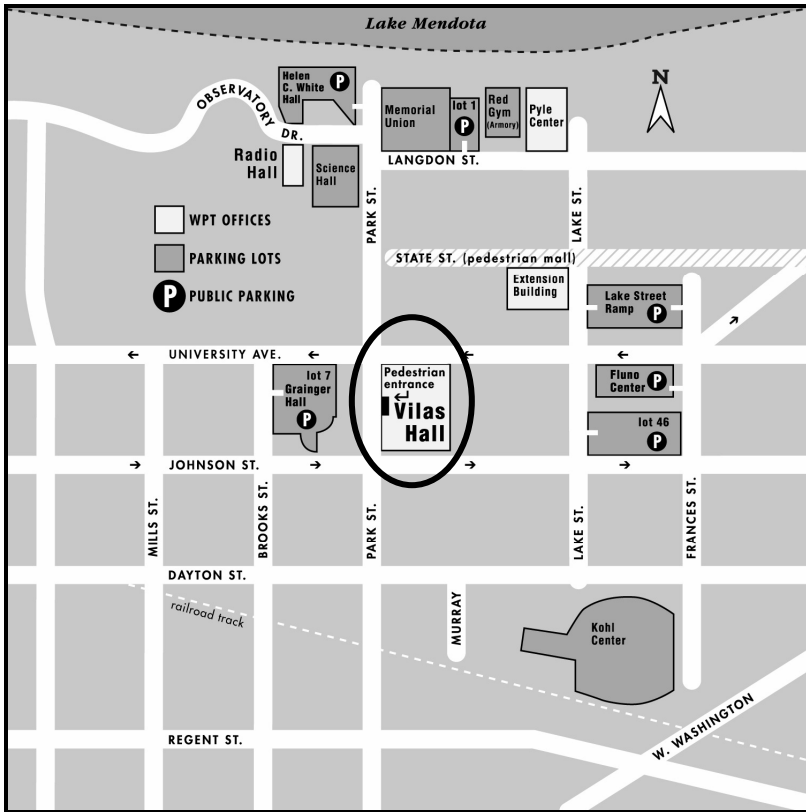 Lake Mendota
N
OBSERVATORY
DR.
Helen
C. White
Hall
P
Memorial
Union
lot 1
P
Red
Gym
(Armory)
Pyle
Center
Radio
Hall
Science
Hall
LANGDON ST.
PARK ST.
LAKE ST.
WPT OFFICES
PARKING LOTS
P PUBLIC PARKING
STATE ST. (pedestrian mall)
Extension
Building
Lake Street
Ramp
P
UNIVERSITY AVE.
lot 7
Grainger
Hall
P
Pedestrian
entrance
Vilas
Hall
Fluno
Center
P
lot 46
P
JOHNSON ST.
MILLS ST.
BROOKS ST.
PARK ST.
LAKE ST.
FRANCES ST.
DAYTON ST.
railroad track
MURRAY
Kohl
Center
REGENT ST.
W. WASHINGTON